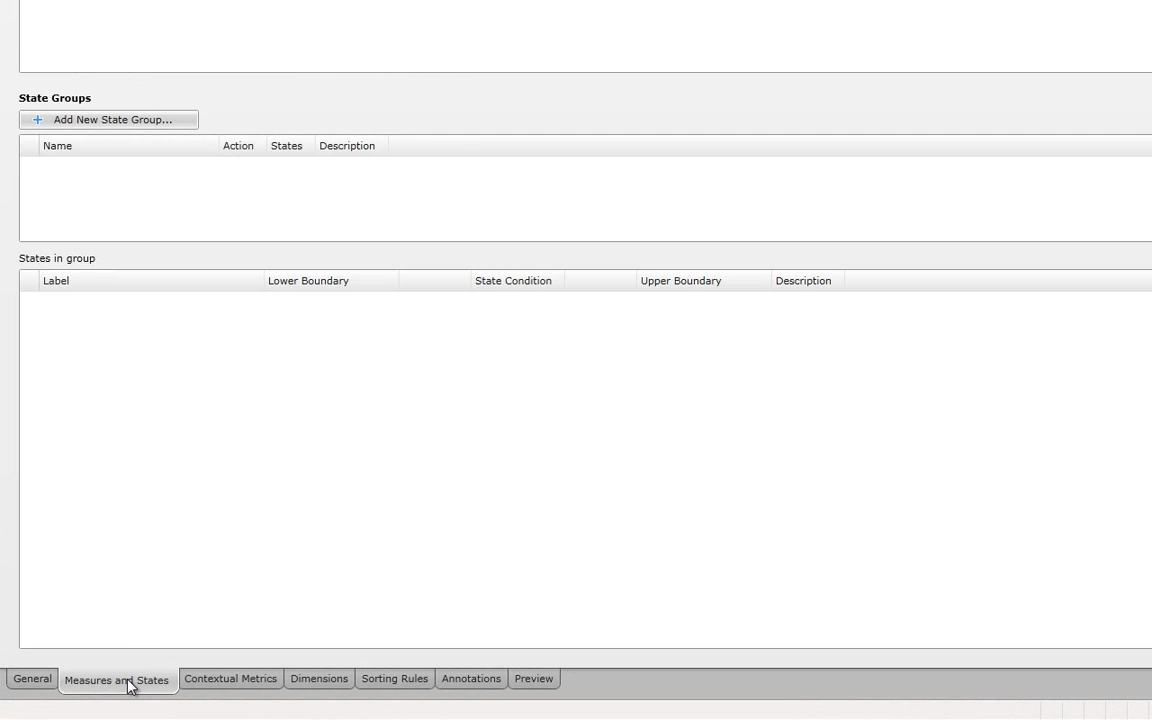 State Groups
Add New State Group...
Name Action States Description
States in group
Label Lower Boundary State Condition Upper Boundary Description
General Measures and States Contextual Metrics Dimensions Sorting Rules Annotations Preview